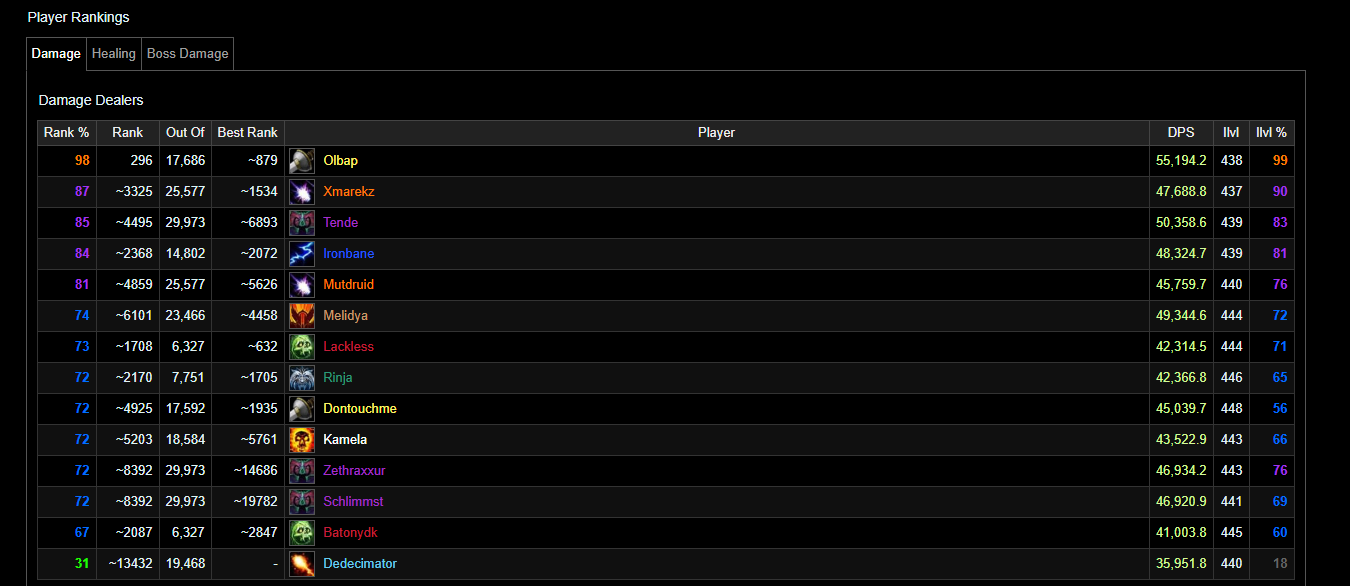 Player Rankings
Damage Healing Boss Damage
Damage Dealers
Rank % Rank Out Of Best Rank Player DPS Ilvl Ilvl %
98 296 17,686 ~879 Olbap 55,194.2 438 99
87 ~3325 25,577 ~1534 Xmarekz 47,688.8 437 90
85 ~4495 29,973 ~6893 Tende 50,358.6 439 83
84 ~2368 14,802 ~2072 Ironbane 48,324.7 439 81
81 ~4859 25,577 ~5626 Mutdruid 45,759.7 440 76
74 ~6101 23,466 ~4458 Melidya 49,344.6 444 72
73 ~1708 6,327 ~632 Lackless 42,314.5 444 71
72 ~2170 7,751 ~1705 Rinja 42,366.8 446 65
72 ~4925 17,592 ~1935 Dontouchme 45,039.7 448 56
72 ~5203 18,584 ~5761 Kamela 43,522.9 443 66
72 ~8392 29,973 ~14686 Zethraxxur 46,934.2 443 76
72 ~8392 29,973 ~19782 Schlimmst 46,920.9 441 69
67 ~2087 6,327 ~2847 Batonydk 41,003.8 445 60
31 ~13432 19,468 - Dedecimator 35,951.8 440 18